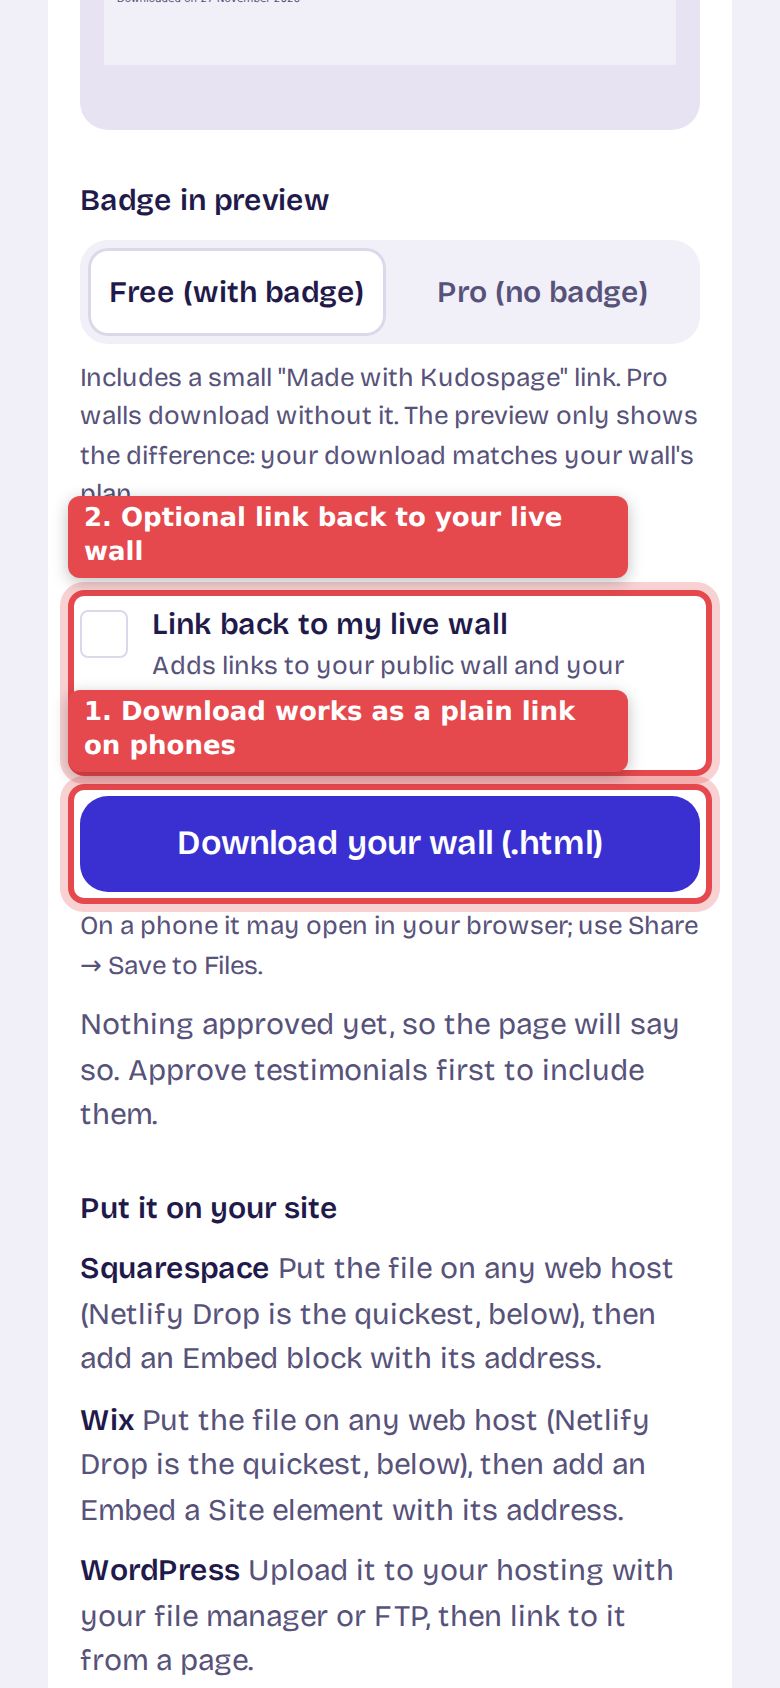 Downloaded on 27 November 2026
Badge in preview
Free (with badge)
Pro (no badge)
Includes a small "Made with Kudospage" link. Pro
walls download without it. The preview only shows
the difference: your download matches your wall's
plan.
2. Optional link back to your live
wall
Link back to my live wall
Adds links to your public wall and your
1. Download works as a plain link
on phones
Download your wall (.html)
On a phone it may open in your browser; use Share
→ Save to Files.
Nothing approved yet, so the page will say
so. Approve testimonials first to include
them.
Put it on your site
Squarespace Put the file on any web host
(Netlify Drop is the quickest, below), then
add an Embed block with its address.
Wix Put the file on any web host (Netlify
Drop is the quickest, below), then add an
Embed a Site element with its address.
WordPress Upload it to your hosting with
your file manager or FTP, then link to it
from a page.